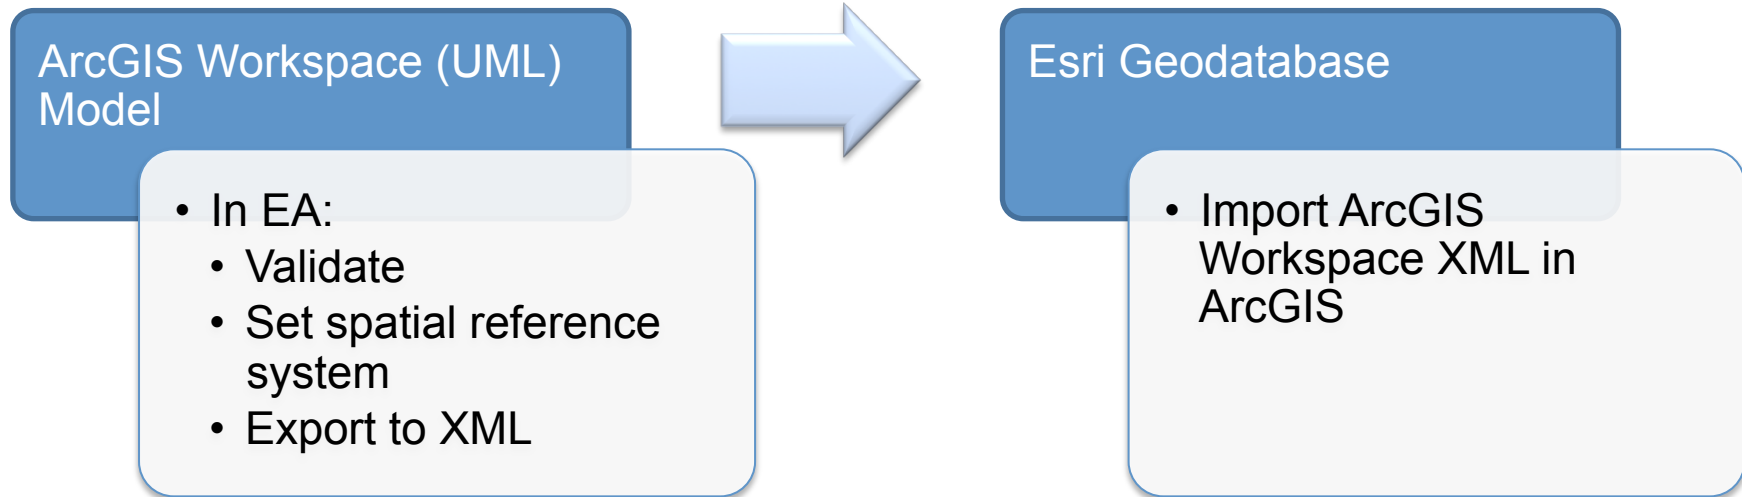 ArcGIS Workspace (UML)
Model
• In EA:
• Validate
• Set spatial reference
system
• Export to XML
Esri Geodatabase
• Import ArcGIS
Workspace XML in
ArcGIS